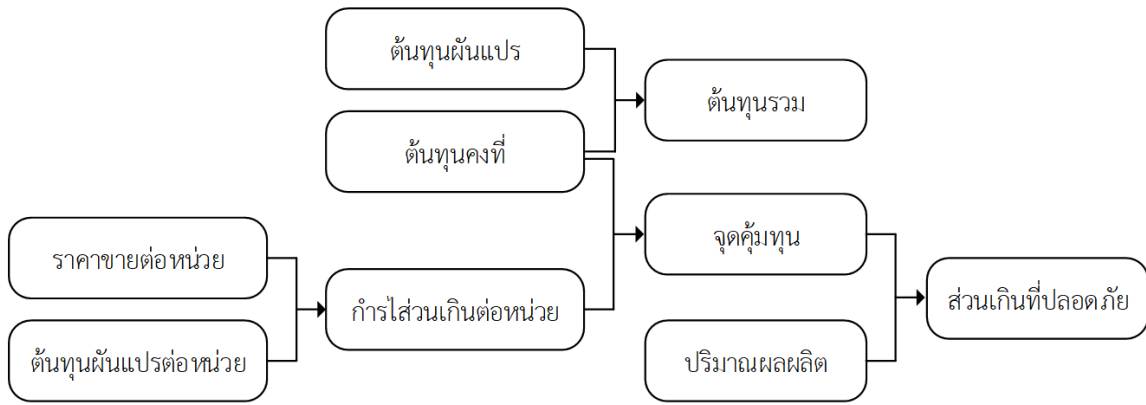 ต้นทุนผันแปร
ต้นทุนรวม
ต้นทุนคงที่
จุดคุ้มทุน
ราคาขายต่อหน่วย
กำรไส่วนเกินต่อหน่วย
ส่วนเกินที่ปลอดภัย
ต้นทุนผันแปรต่อหน่วย
ปริมาณผลผลิต